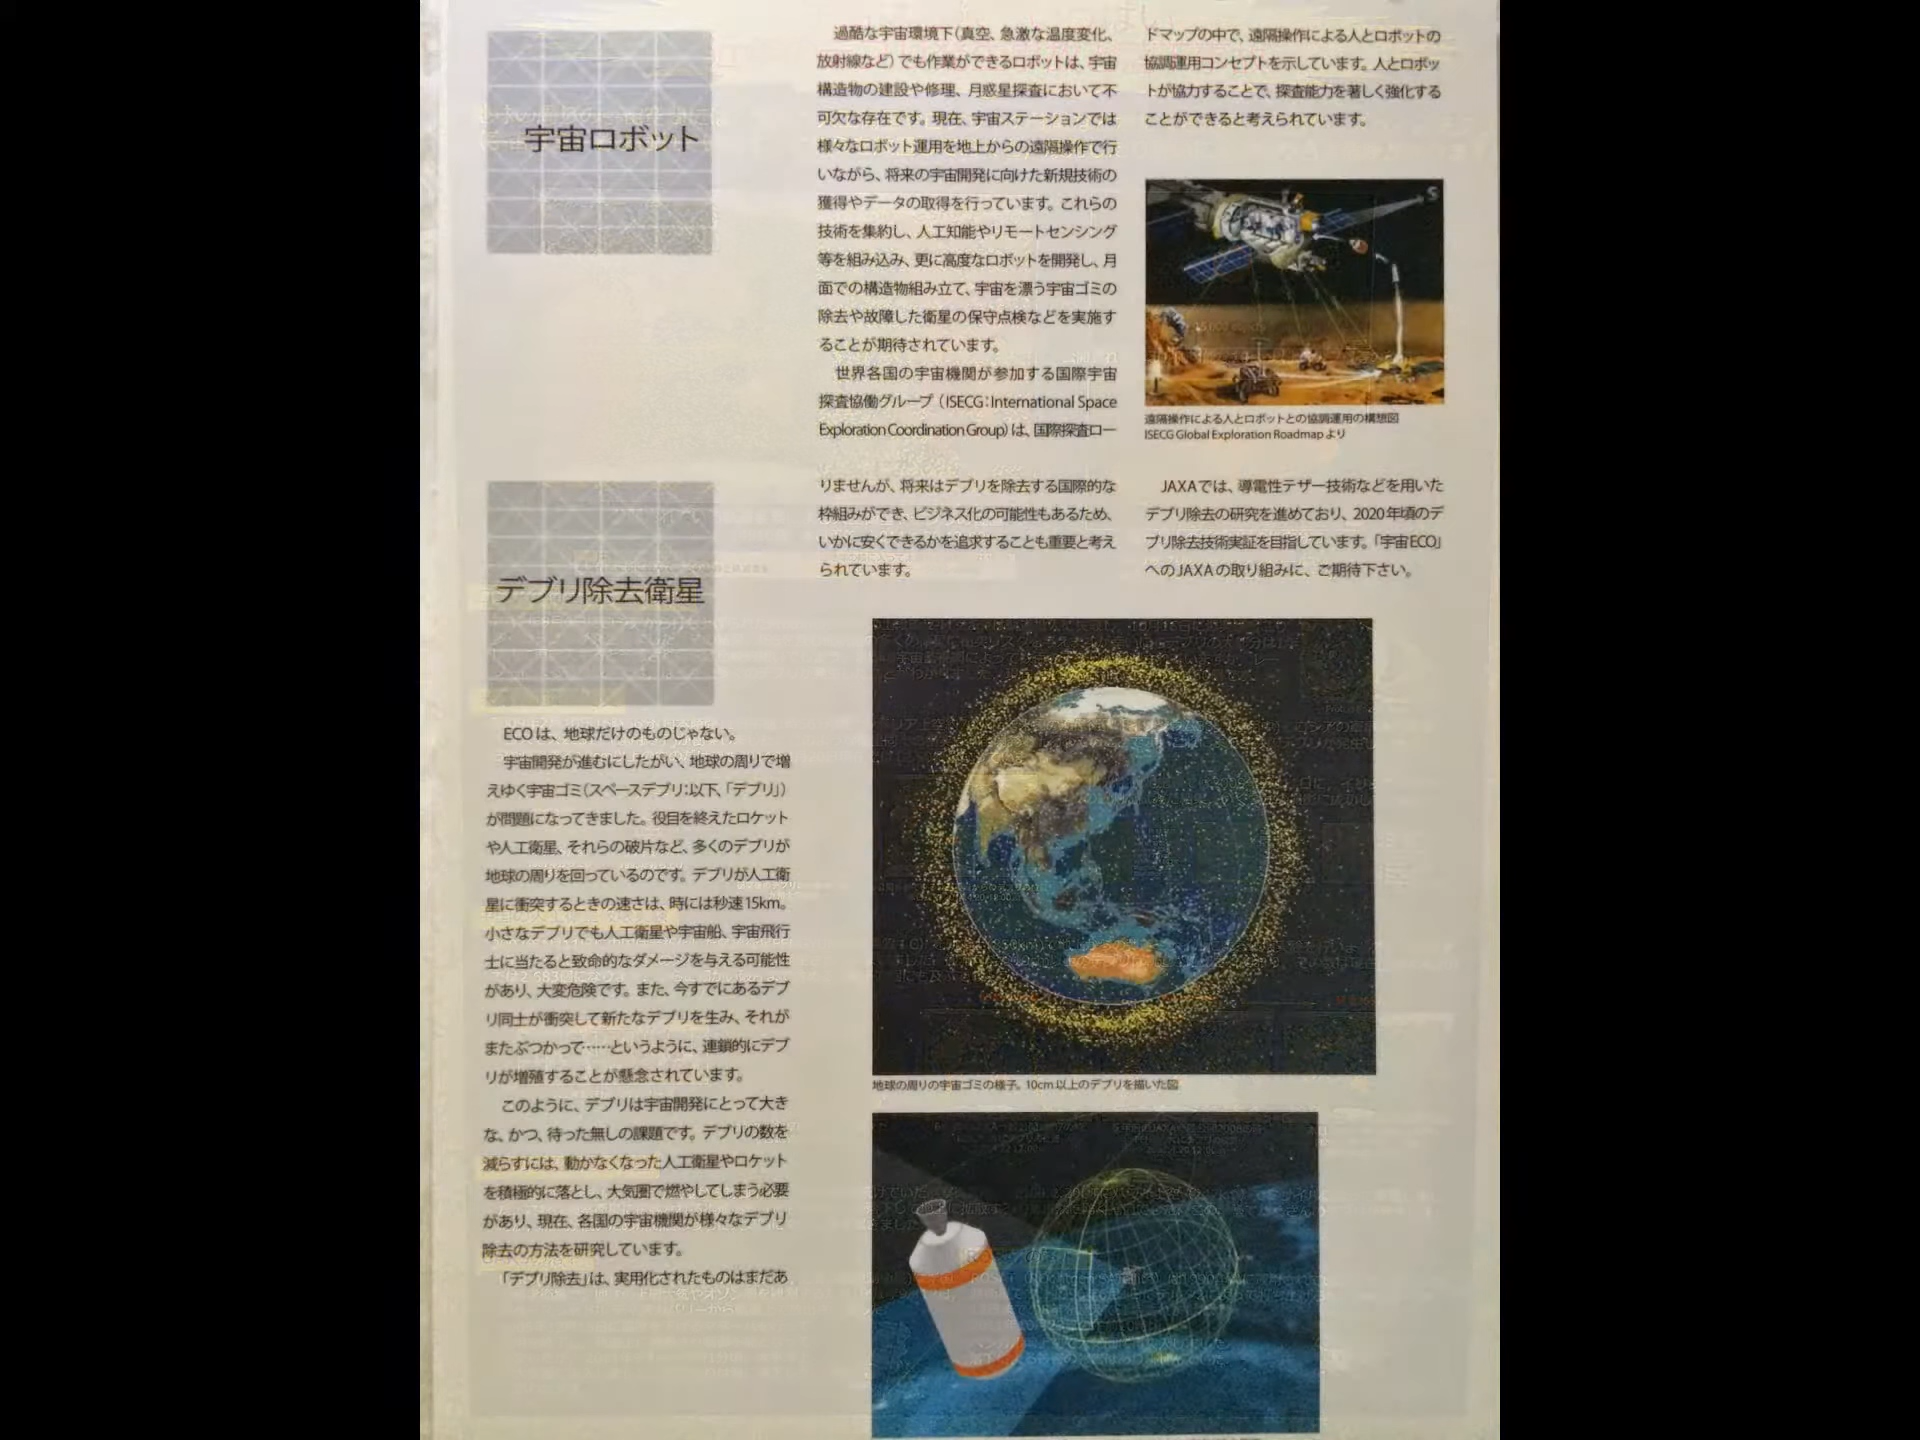 宇宙ロボット
過酷な宇宙環境下（真空、急激な温度変化、
放射線など）でも作業ができるロボットは、宇宙
構造物の建設や修理、月惑星探査において不
可欠な存在です。現在、宇宙ステーションでは
様々なロボット運用を地上からの遠隔操作で行
いながら、将来の宇宙開発に向けた新規技術の
獲得やデータの取得を行っています。これらの
技術を集約し、人工知能やリモートセンシング
等を組み込み、更に高度なロボットを開発し、月
面での構造物組み立て、宇宙を漂う宇宙ゴミの
除去や故障した衛星の保守点検などを実施す
ることが期待されています。
世界各国の宇宙機関が参加する国際宇宙
探査協働グループ（ISECG：International Space
Exploration Coordination Group）は、国際探査ロー
ドマップの中で、遠隔操作による人とロボットの
協調運用コンセプトを示しています。人とロボッ
トが協力することで、探査能力を著しく強化する
ことができると考えられています。
遠隔操作による人とロボットとの協調運用の構想図
ISECG Global Exploration Roadmapより
デブリ除去衛星
ECOは、地球だけのものじゃない。
宇宙開発が進むにしたがい、地球の周りで増
えゆく宇宙ゴミ（スペースデブリ：以下、「デブリ」）
が問題になってきました。役目を終えたロケット
や人工衛星、それらの破片など、多くのデブリが
地球の周りを回っているのです。デブリが人工衛
星に衝突するときの速さは、時には秒速15km。
小さなデブリでも人工衛星や宇宙船、宇宙飛行
士に当たると致命的なダメージを与える可能性
があり、大変危険です。また、今すでにあるデブ
リ同士が衝突して新たなデブリを生み、それが
またぶつかって……というように、連鎖的にデブ
リが増殖することが懸念されています。
このように、デブリは宇宙開発にとって大き
な、かつ、待った無しの課題です。デブリの数を
減らすには、動かなくなった人工衛星やロケット
を積極的に落とし、大気圏で燃やしてしまう必要
があり、現在、各国の宇宙機関が様々なデブリ
除去の方法を研究しています。
「デブリ除去」は、実用化されたものはまだあ
りませんが、将来はデブリを除去する国際的な
枠組みができ、ビジネス化の可能性もあるため、
いかに安くできるかを追求することも重要と考え
られています。
JAXAでは、導電性テザー技術などを用いた
デブリ除去の研究を進めており、2020年頃のデ
ブリ除去技術実証を目指しています。「宇宙ECO」
へのJAXAの取り組みに、ご期待下さい。
地球の周りの宇宙ゴミの様子。10cm以上のデブリを描いた図